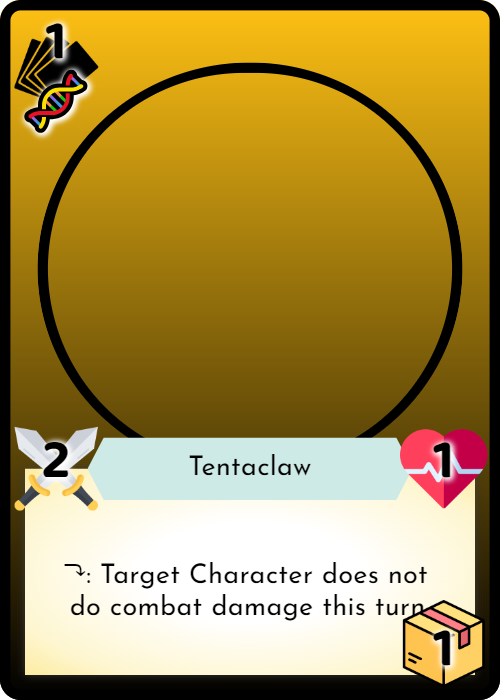 1
2
Tentaclaw
1
⤵: Target Character does not
do combat damage this turn
1